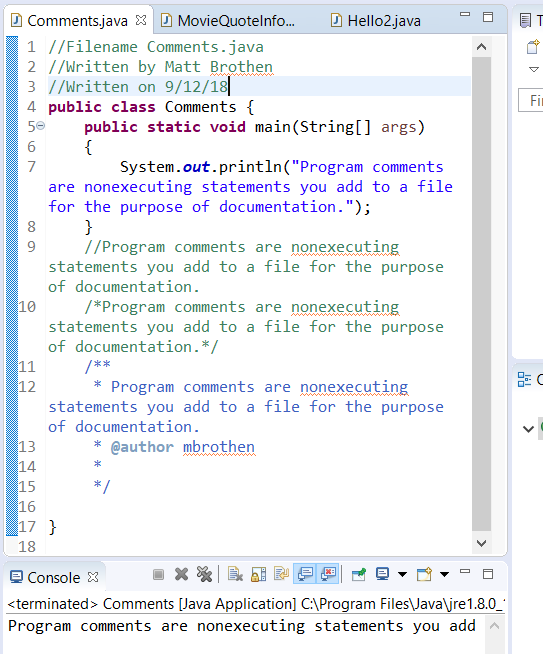 Comments.java MovieQuoteInfo... Hello2.java
1 //Filename Comments.java
2 //Written by Matt Brothen
3 //Written on 9/12/18
4 public class Comments {
5 public static void main(String[] args)
6 {
7 System.out.println("Program comments
are nonexecuting statements you add to a file
for the purpose of documentation.");
8 }
9 //Program comments are nonexecuting
statements you add to a file for the purpose
of documentation.
10 /*Program comments are nonexecuting
statements you add to a file for the purpose
of documentation.*/
11 /**
12 * Program comments are nonexecuting
statements you add to a file for the purpose
of documentation.
13 * @author mbrothen
14 *
15 */
16
17 }
18
Console
<terminated> Comments [Java Application] C:\Program Files\Java\jre1.8.0_
Program comments are nonexecuting statements you add